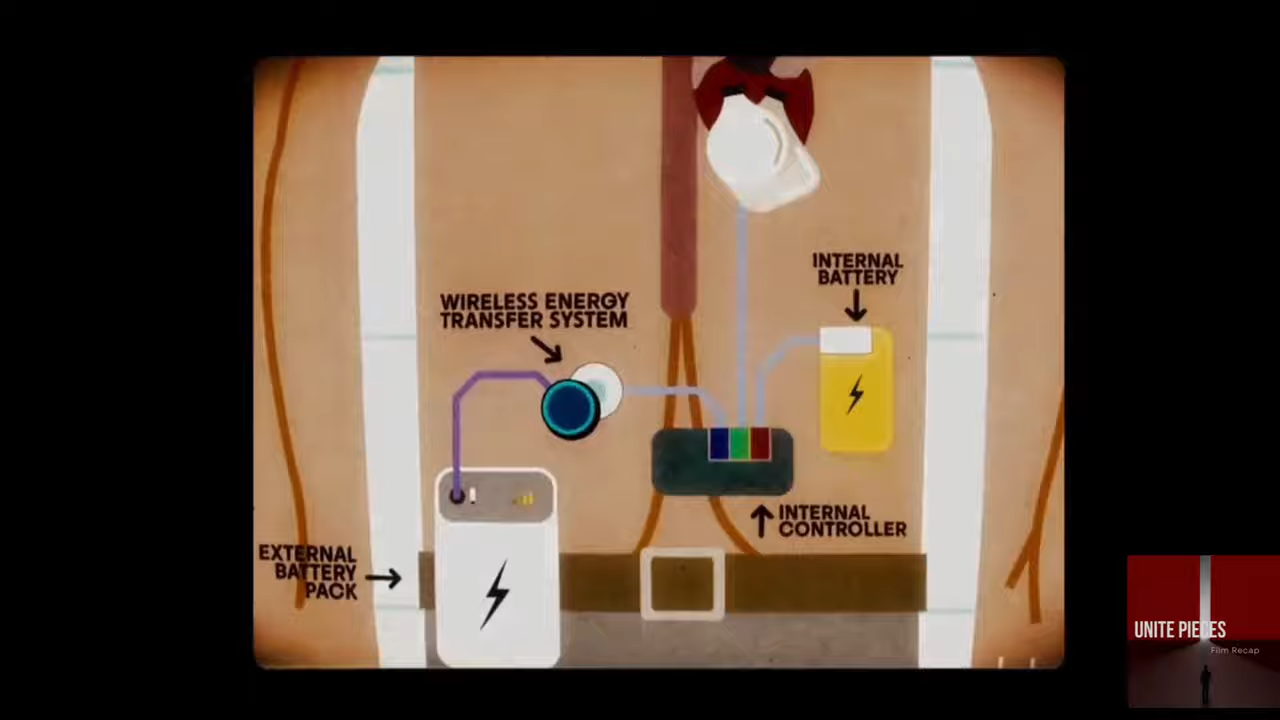 INTERNAL
BATTERY
WIRELESS ENERGY
TRANSFER SYSTEM
INTERNAL
CONTROLLER
EXTERNAL
BATTERY
PACK
UNITE PIECES
Film Recap